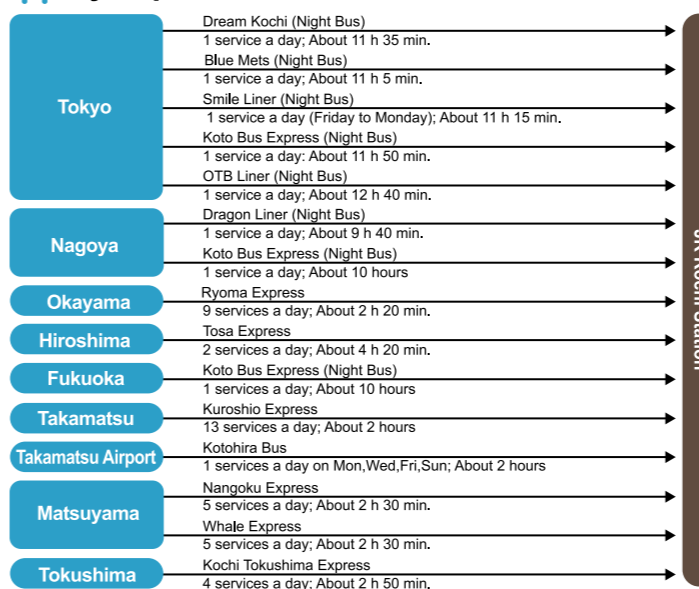 Tokyo
Dream Kochi (Night Bus)
1 service a day; About 11 h 35 min.
Blue Mets (Night Bus)
1 service a day; About 11 h 5 min.
Smile Liner (Night Bus)
1 service a day (Friday to Monday); About 11 h 15 min.
Koto Bus Express (Night Bus)
1 service a day: About 11 h 50 min.
OTB Liner (Night Bus)
1 service a day; About 12 h 40 min.
Nagoya
Dragon Liner (Night Bus)
1 service a day; About 9 h 40 min.
Koto Bus Express (Night Bus)
1 service a day; About 10 hours
Okayama
Ryoma Express
9 services a day; About 2 h 20 min.
Hiroshima
Tosa Express
2 services a day; About 4 h 20 min.
Fukuoka
Koto Bus Express (Night Bus)
1 services a day; About 10 hours
Takamatsu
Kuroshio Express
13 services a day; About 2 hours
Takamatsu Airport
Kotohira Bus
1 services a day on Mon,Wed,Fri,Sun; About 2 hours
Matsuyama
Nangoku Express
5 services a day; About 2 h 30 min.
Whale Express
5 services a day; About 2 h 30 min.
Tokushima
Kochi Tokushima Express
4 services a day; About 2 h 50 min.
JR Kochi Station